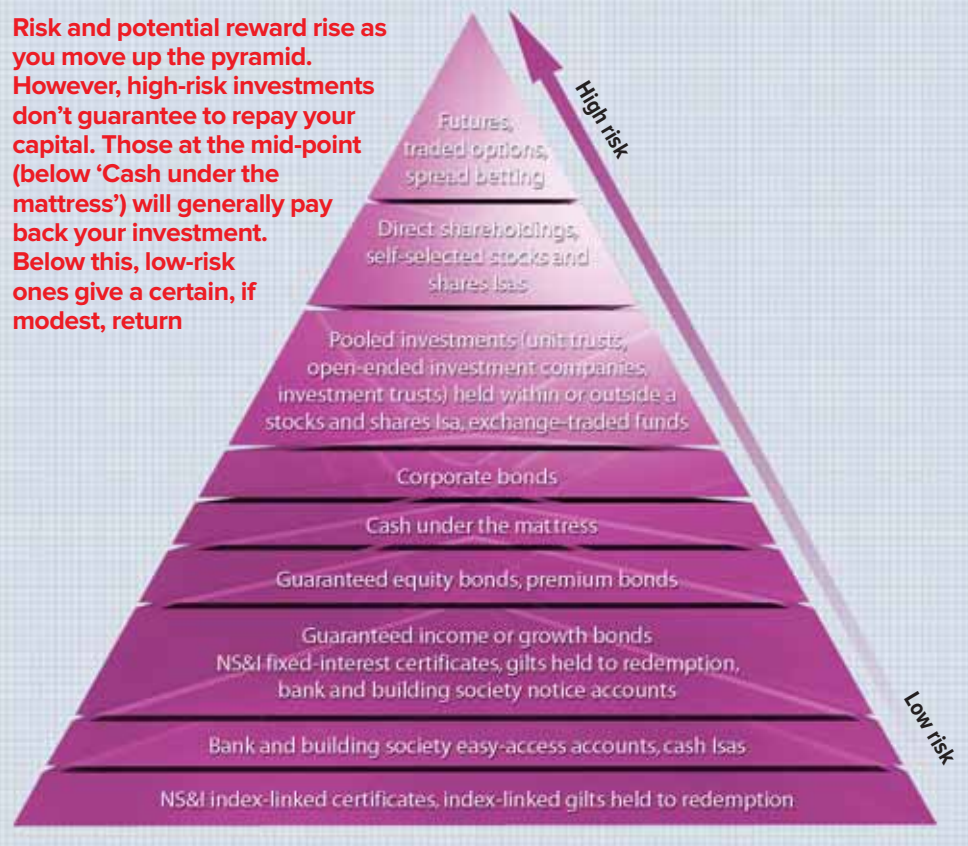 Risk and potential reward rise as
you move up the pyramid.
However, high-risk investments
don’t guarantee to repay your
capital. Those at the mid-point
(below ‘Cash under the
mattress’) will generally pay
back your investment.
Below this, low-risk
ones give a certain, if
modest, return
High risk
Futures,
traded options,
spread betting
Direct shareholdings,
self-selected stocks and
shares Isas
Pooled investments (unit trusts,
open-ended investment companies,
investment trusts) held within or outside a
stocks and shares Isa, exchange-traded funds
Corporate bonds
Cash under the mattress
Guaranteed equity bonds, premium bonds
Guaranteed income or growth bonds
NS&I fixed-interest certificates, gilts held to redemption,
bank and building society notice accounts
Low risk
Bank and building society easy-access accounts, cash Isas
NS&I index-linked certificates, index-linked gilts held to redemption